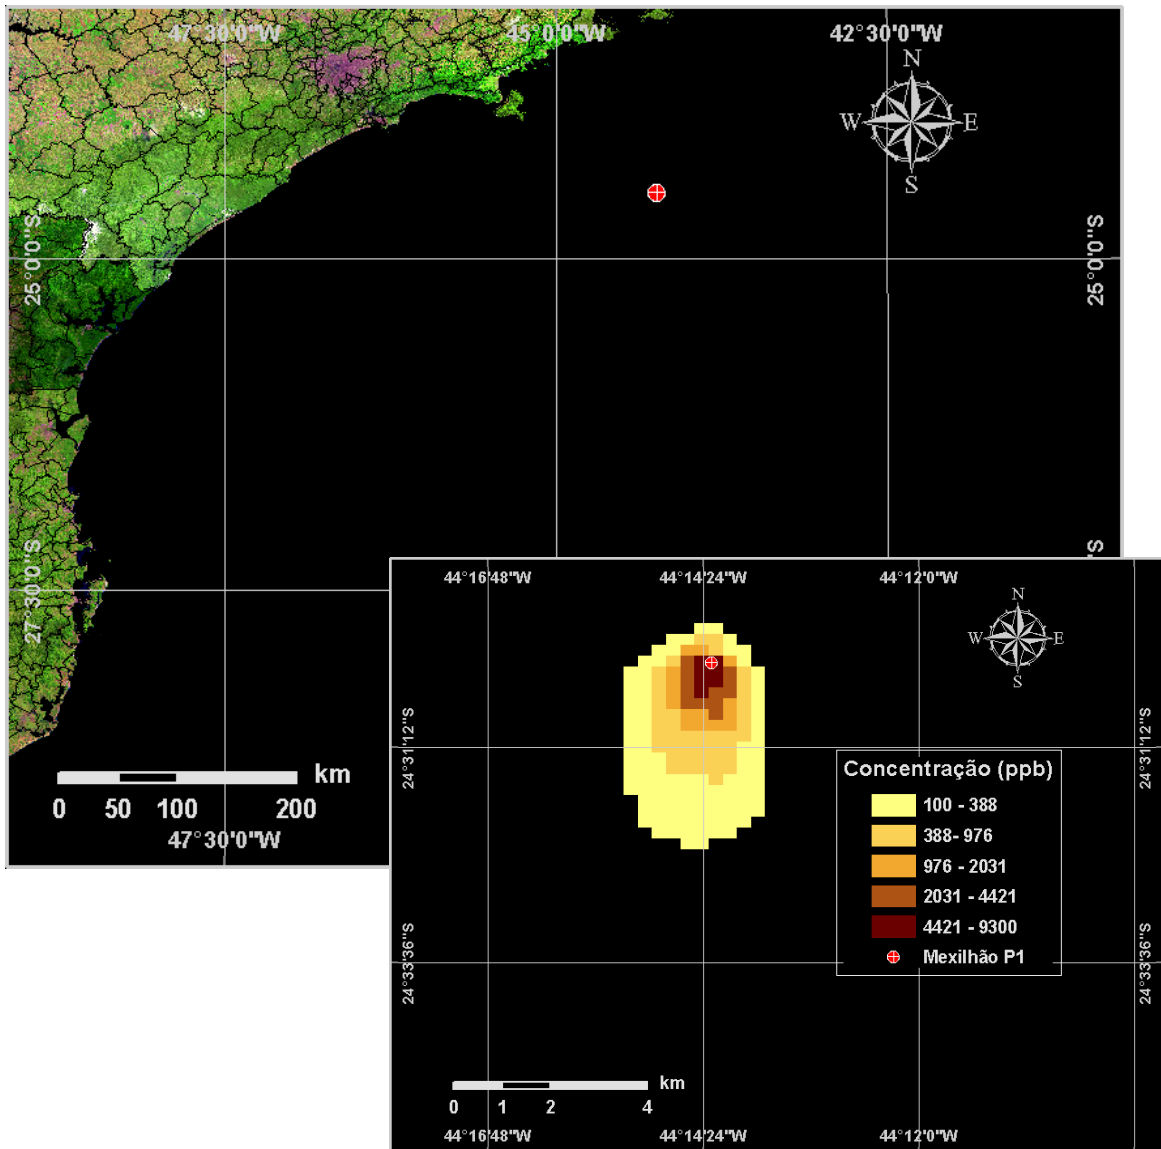 47°30'0"W 45°0'0"W 42°30'0"W
N
W E
S
25°0'0"S 25°0'0"S
27°30'0"S "S
km
0 50 100 200
47°30'0"W
44°16'48"W 44°14'24"W 44°12'0"W
N
W E
S
24°31'12"S 24°31'12"S
Concentração (ppb)
100 - 388
388- 976
976 - 2031
2031 - 4421
4421 - 9300
Mexilhão P1
24°33'36"S 24°33'36"S
km
0 1 2 4
44°16'48"W 44°14'24"W 44°12'0"W